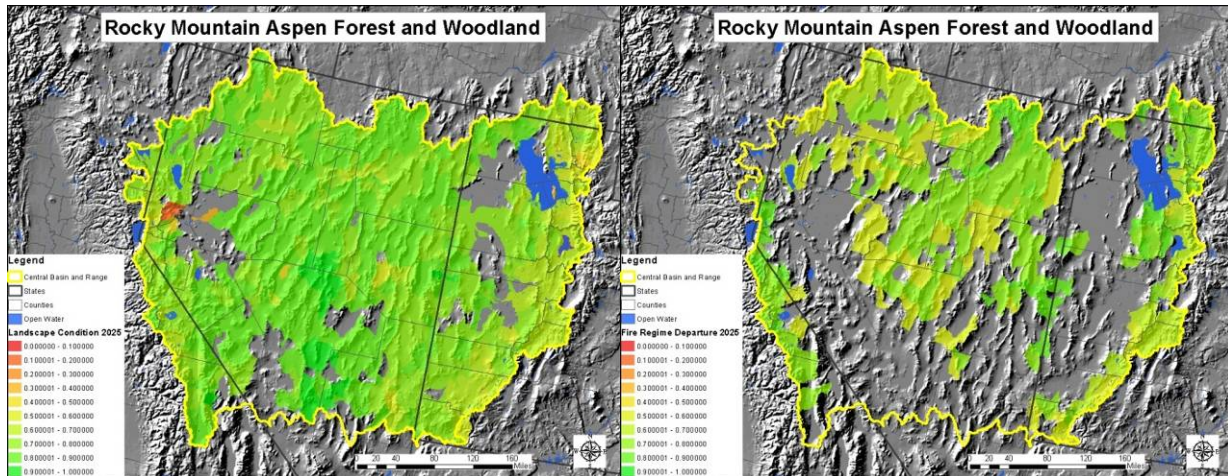 Rocky Mountain Aspen Forest and Woodland
Legend
Central Basin and Range
States
Counties
Open Water
Landscape Condition 2025
0.000000 - 0.100000
0.100001 - 0.200000
0.200001 - 0.300000
0.300001 - 0.400000
0.400001 - 0.500000
0.500001 - 0.600000
0.600001 - 0.700000
0.700001 - 0.800000
0.800001 - 0.900000
0.900001 - 1.000000
0 20 40 80 120 160
Miles
Rocky Mountain Aspen Forest and Woodland
Legend
Central Basin and Range
States
Counties
Open Water
Fire Regime Departure 2025
0.000000 - 0.100000
0.100001 - 0.200000
0.200001 - 0.300000
0.300001 - 0.400000
0.400001 - 0.500000
0.500001 - 0.600000
0.600001 - 0.700000
0.700001 - 0.800000
0.800001 - 0.900000
0.900001 - 1.000000
0 20 40 80 120 160
Miles